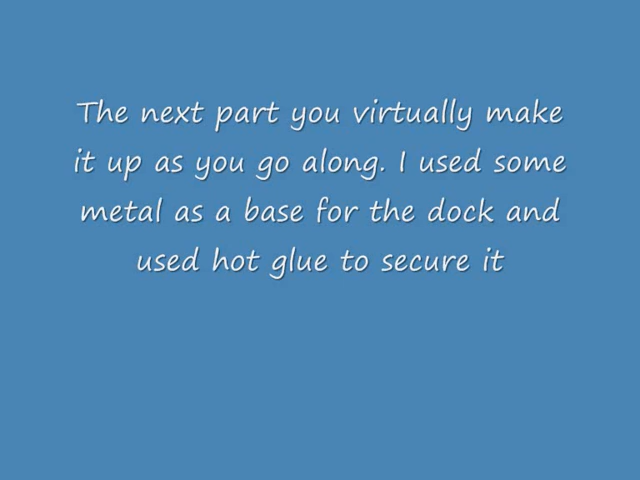 The next part you virtually make
it up as you go along. I used some
metal as a base for the dock and
used hot glue to secure it